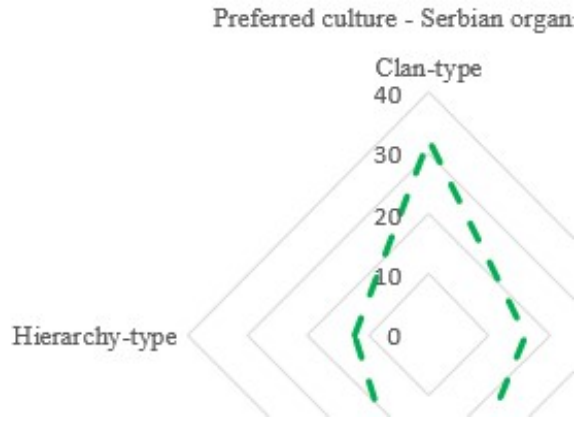 Preferred culture - Serbian organ
Clan-type
40
30
20
10
Hierarchy-type
0